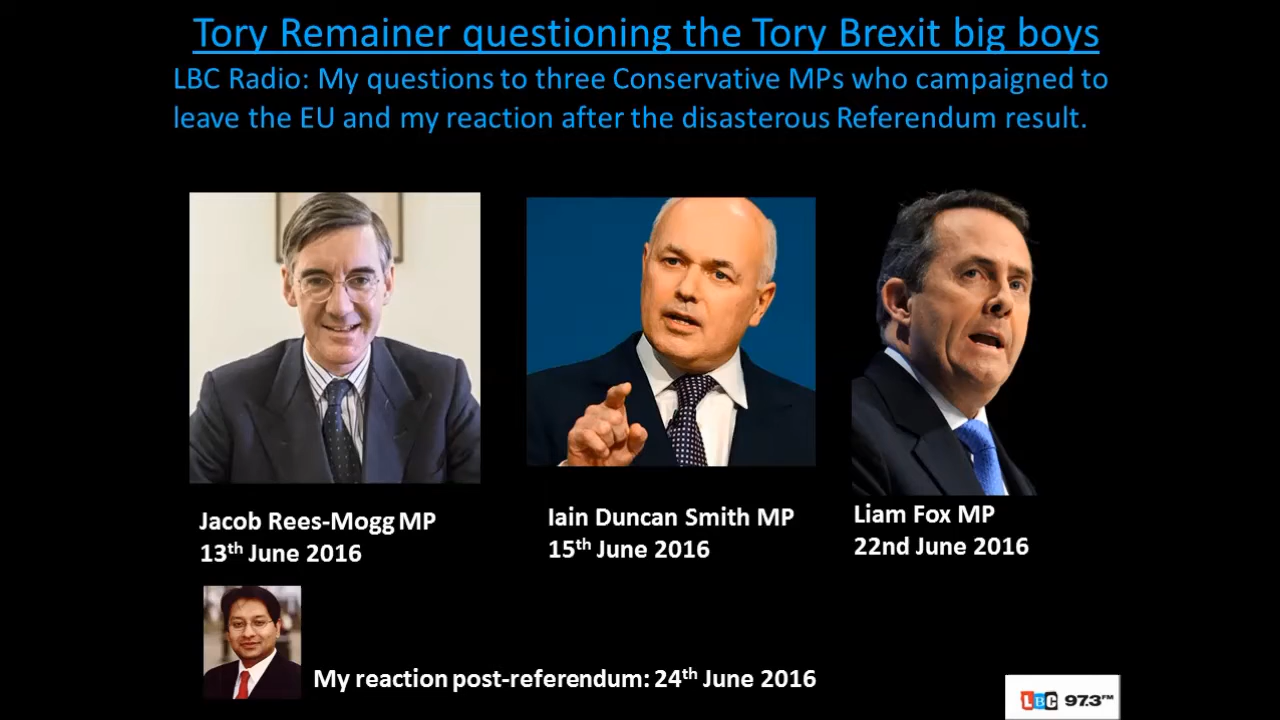 Tory Remainer questioning the Tory Brexit big boys
LBC Radio: My questions to three Conservative MPs who campaigned to
leave the EU and my reaction after the disasterous Referendum result.
Jacob Rees-Mogg MP
13th June 2016
Iain Duncan Smith MP
15th June 2016
Liam Fox MP
22nd June 2016
My reaction post-referendum: 24th June 2016
LBC 97.3 FM